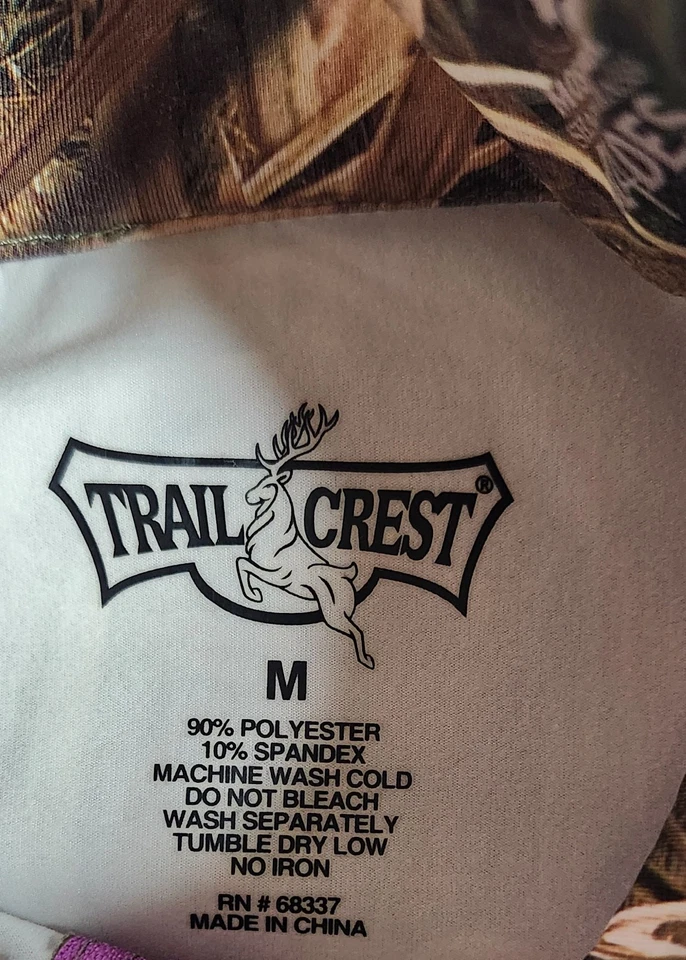 TRAIL CREST®
M
90% POLYESTER
10% SPANDEX
MACHINE WASH COLD
DO NOT BLEACH
WASH SEPARATELY
TUMBLE DRY LOW
NO IRON
RN # 68337
MADE IN CHINA